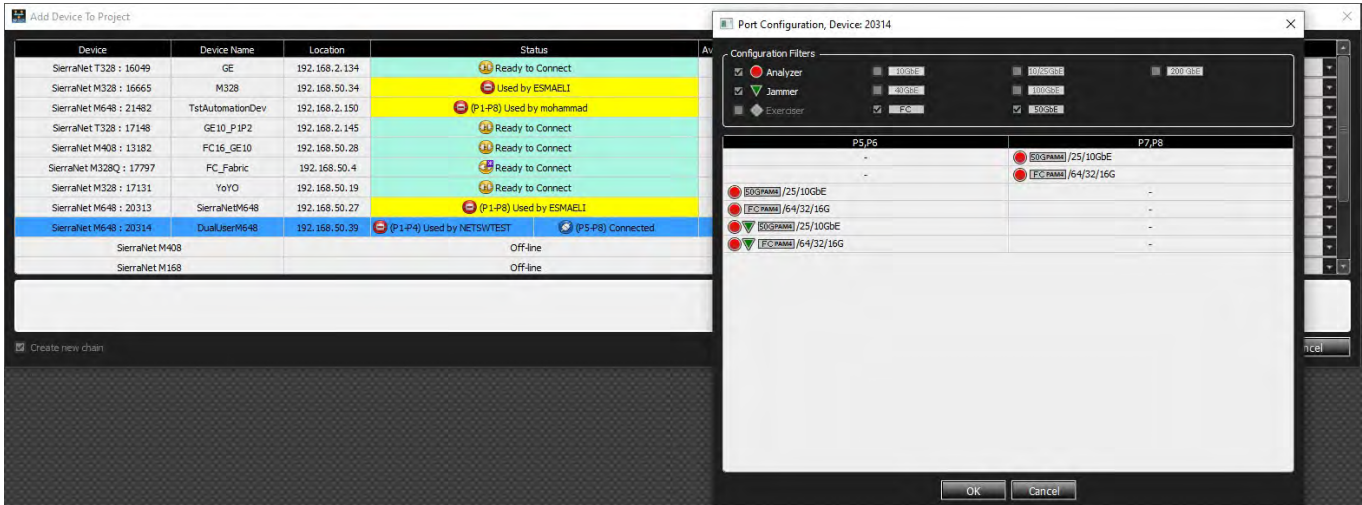 Add Device To Project
Device Device Name Location Status Av
SierraNet T328 : 16049 GE 192.168.2.134 Ready to Connect
SierraNet M328 : 16665 M328 192.168.50.34 Used by ESMAELI
SierraNet M648 : 21482 TstAutomationDev 192.168.2.150 (P1-P8) Used by mohammad
SierraNet T328 : 17148 GE10_P1P2 192.168.2.145 Ready to Connect
SierraNet M408 : 13182 FC16_GE10 192.168.50.28 Ready to Connect
SierraNet M328Q : 17797 FC_Fabric 192.168.50.4 Ready to Connect
SierraNet M328 : 17131 YoYO 192.168.50.19 Ready to Connect
SierraNet M648 : 20313 SierraNetM648 192.168.50.27 (P1-P8) Used by ESMAELI
SierraNet M648 : 20314 DualUserM648 192.168.50.39 (P1-P4) Used by NETSWTEST (P5-P8) Connected
SierraNet M408 Off-line
SierraNet M168 Off-line
Create new chain
ncel
Port Configuration, Device: 20314
Configuration Filters
Analyzer 10GbE 10/25GbE 200 GbE
Jammer 40GbE 100GbE
Exerciser FC 50GbE
P5,P6 P7,P8
- 50GPAM4 /25/10GbE
- FC PAM4 /64/32/16G
50GPAM4 /25/10GbE -
FC PAM4 /64/32/16G -
50GPAM4 /25/10GbE -
FC PAM4 /64/32/16G -
OK Cancel